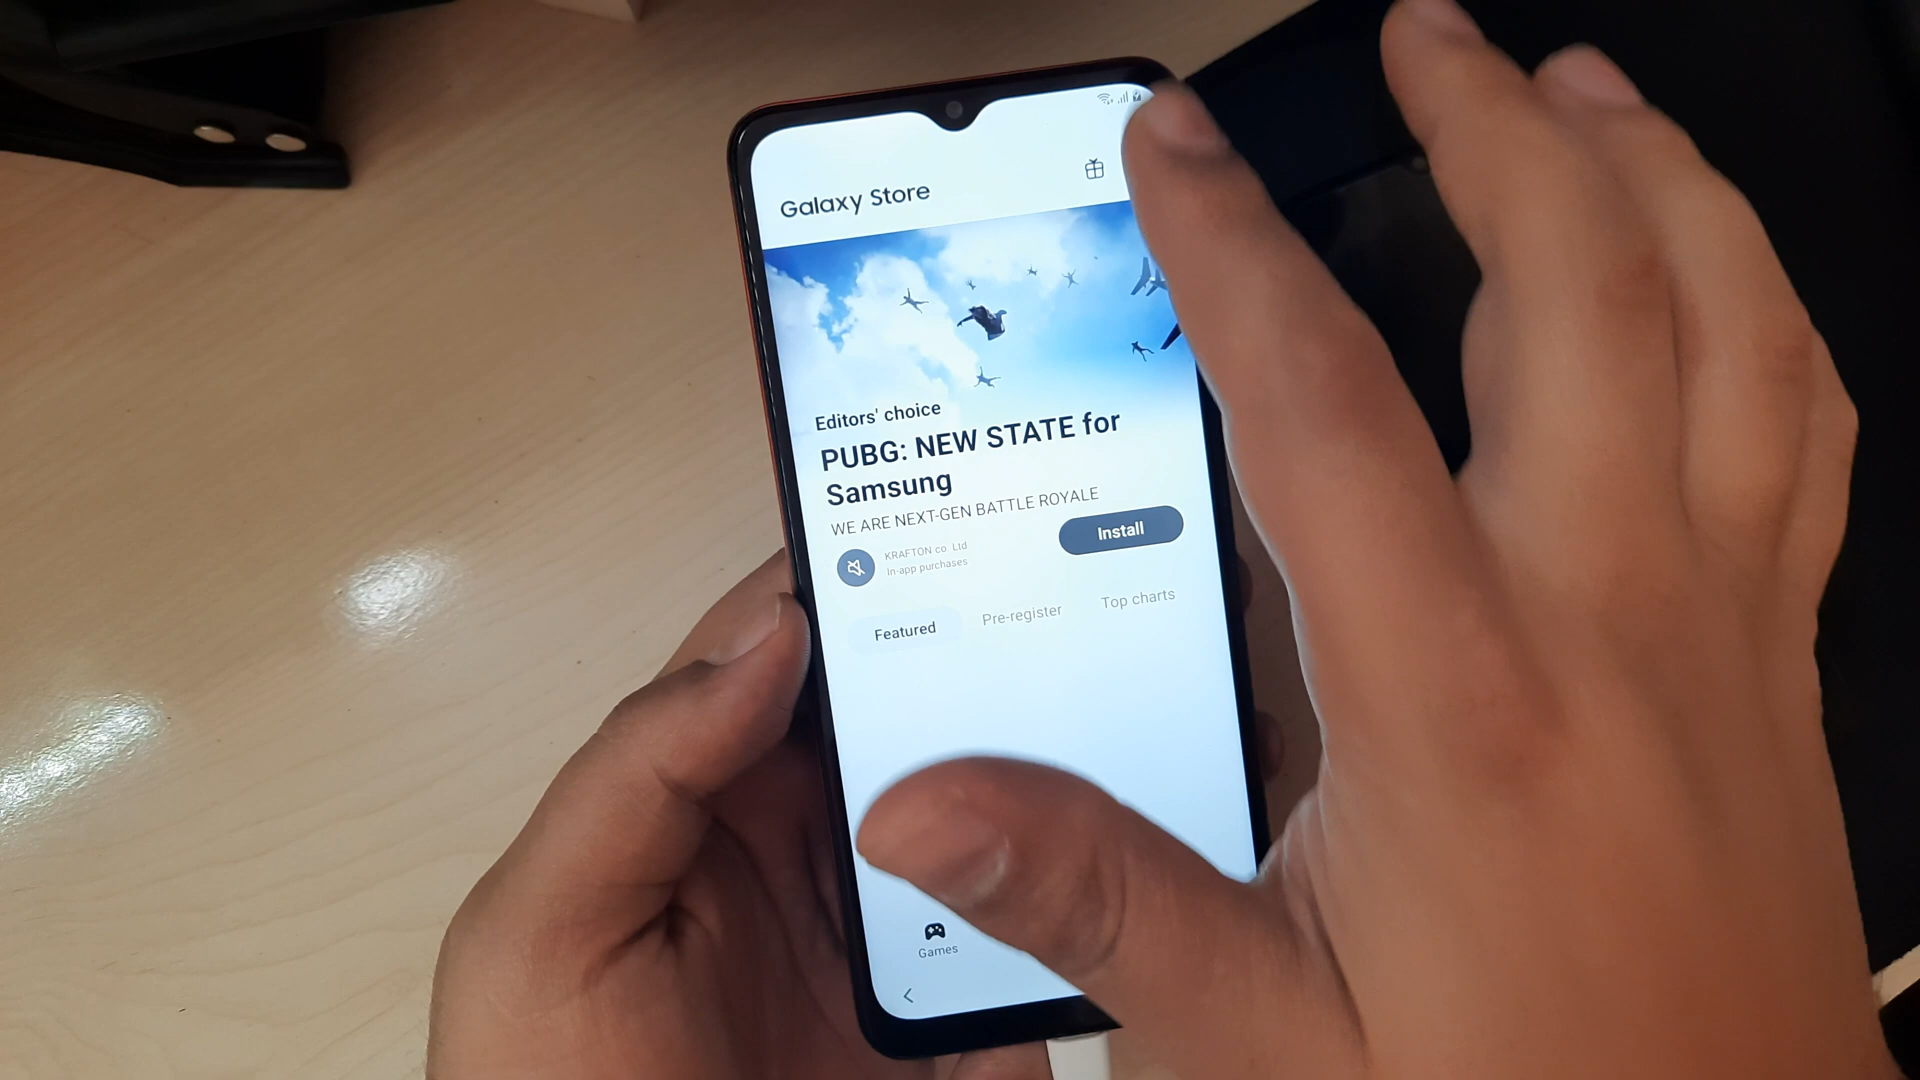 Galaxy Store
Editors' choice
PUBG: NEW STATE for
Samsung
WE ARE NEXT-GEN BATTLE ROYALE
Install
KRAFTON co. Ltd
In-app purchases
Featured
Pre-register
Top charts
Games